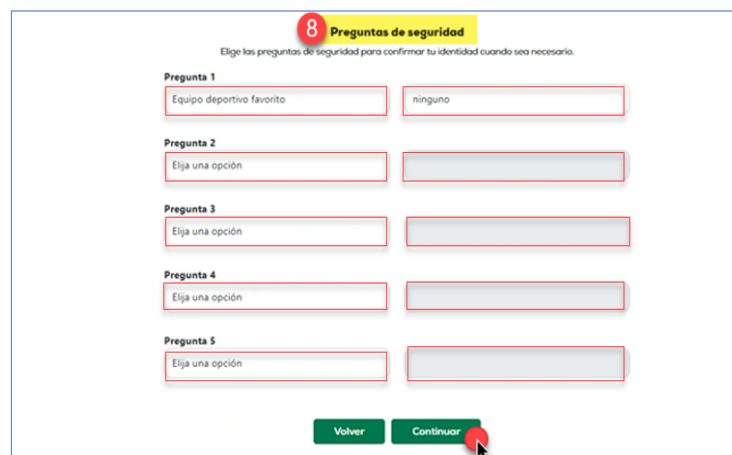 8 Preguntas de seguridad
Elige las preguntas de seguridad para confirmar tu identidad cuando sea necesario.
Pregunta 1
Equipo deportivo favorito ninguno
Pregunta 2
Elija una opción
Pregunta 3
Elija una opción
Pregunta 4
Elija una opción
Pregunta 5
Elija una opción
Volver Continuar